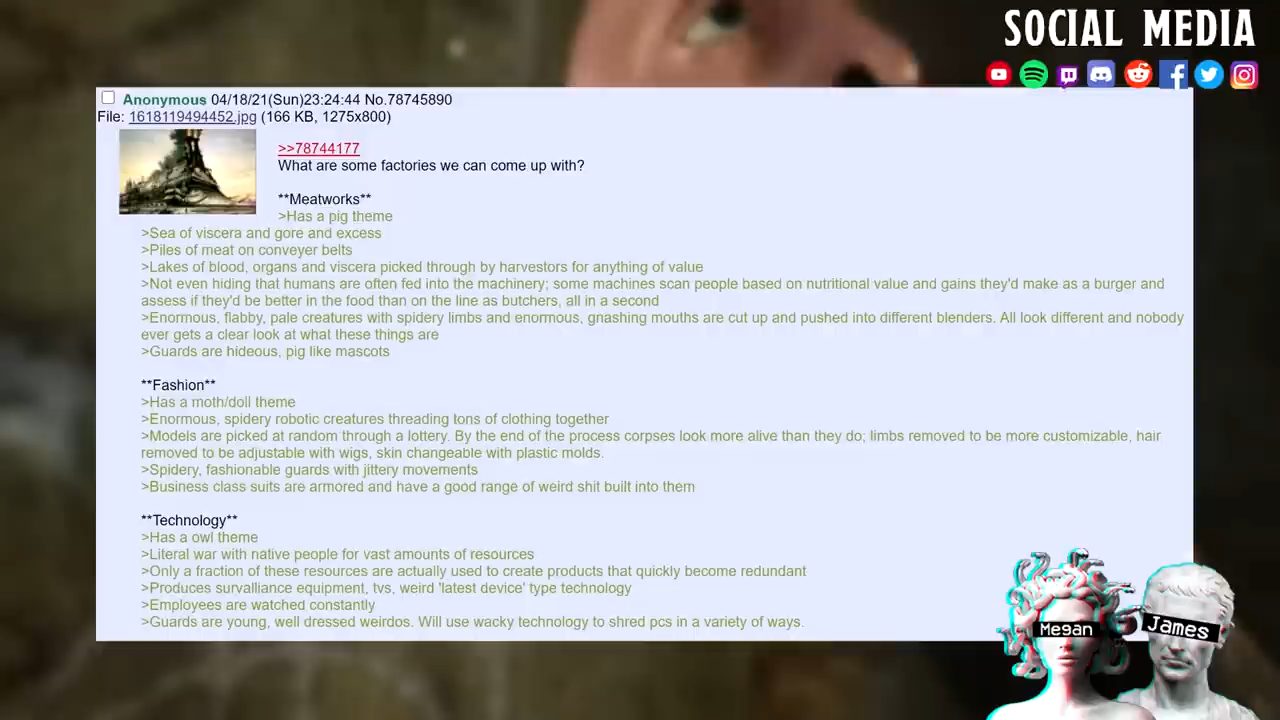 SOCIAL MEDIA
Anonymous 04/18/21(Sun)23:24:44 No.78745890
File: 1618119494452.jpg (166 KB, 1275x800)
>>78744177
What are some factories we can come up with?
**Meatworks**
>Has a pig theme
>Sea of viscera and gore and excess
>Piles of meat on conveyer belts
>Lakes of blood, organs and viscera picked through by harvestors for anything of value
>Not even hiding that humans are often fed into the machinery; some machines scan people based on nutritional value and gains they'd make as a burger and
assess if they'd be better in the food than on the line as butchers, all in a second
>Enormous, flabby, pale creatures with spidery limbs and enormous, gnashing mouths are cut up and pushed into different blenders. All look different and nobody
ever gets a clear look at what these things are
>Guards are hideous, pig like mascots
**Fashion**
>Has a moth/doll theme
>Enormous, spidery robotic creatures threading tons of clothing together
>Models are picked at random through a lottery. By the end of the process corpses look more alive than they do; limbs removed to be more customizable, hair
removed to be adjustable with wigs, skin changeable with plastic molds.
>Spidery, fashionable guards with jittery movements
>Business class suits are armored and have a good range of weird shit built into them
**Technology**
>Has a owl theme
>Literal war with native people for vast amounts of resources
>Only a fraction of these resources are actually used to create products that quickly become redundant
>Produces survalliance equipment, tvs, weird 'latest device' type technology
>Employees are watched constantly
>Guards are young, well dressed weirdos. Will use wacky technology to shred pcs in a variety of ways.
Megan
James